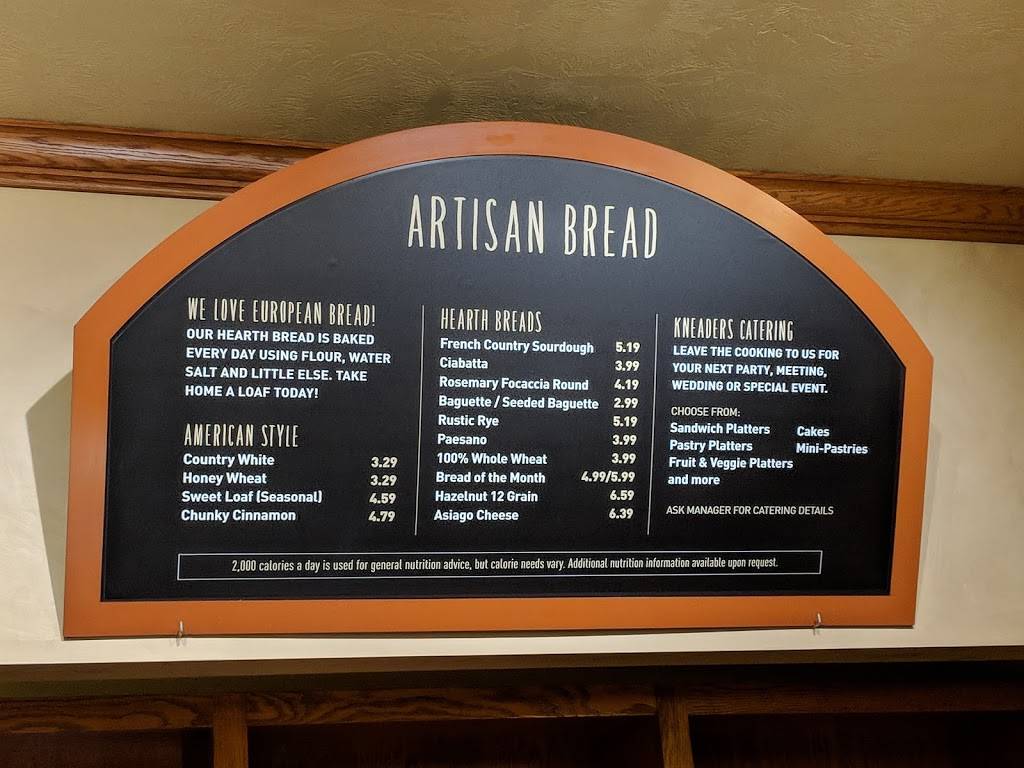 ARTISAN BREAD
WE LOVE EUROPEAN BREAD!
OUR HEARTH BREAD IS BAKED
EVERY DAY USING FLOUR, WATER
SALT AND LITTLE ELSE. TAKE
HOME A LOAF TODAY!
AMERICAN STYLE
Country White 3.29
Honey Wheat 3.29
Sweet Loaf (Seasonal) 4.59
Chunky Cinnamon 4.79
HEARTH BREADS
French Country Sourdough 5.19
Ciabatta 3.99
Rosemary Focaccia Round 4.19
Baguette / Seeded Baguette 2.99
Rustic Rye 5.19
Paesano 3.99
100% Whole Wheat 3.99
Bread of the Month 4.99/5.99
Hazelnut 12 Grain 6.59
Asiago Cheese 6.39
KNEADERS CATERING
LEAVE THE COOKING TO US FOR
YOUR NEXT PARTY, MEETING,
WEDDING OR SPECIAL EVENT.
CHOOSE FROM:
Sandwich Platters Cakes
Pastry Platters Mini-Pastries
Fruit & Veggie Platters
and more
ASK MANAGER FOR CATERING DETAILS
2,000 calories a day is used for general nutrition advice, but calorie needs vary. Additional nutrition information available upon request.